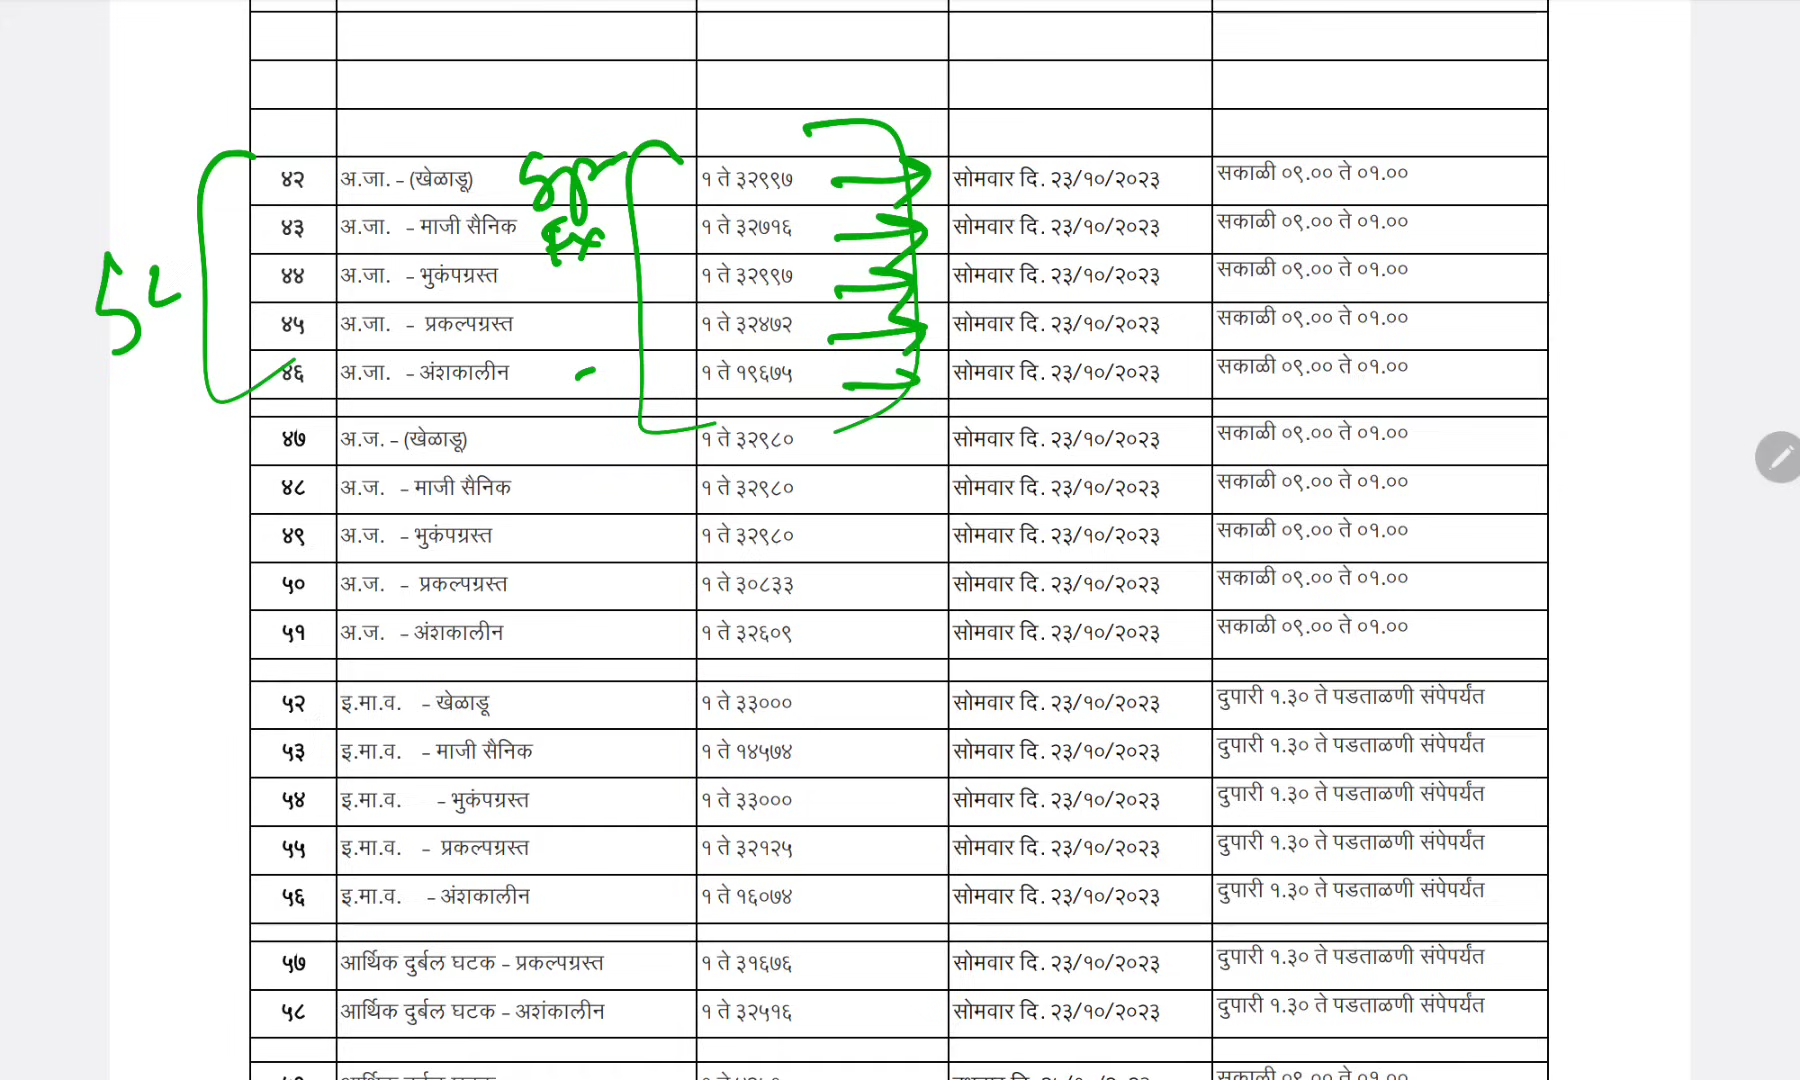 ४२ अ.जा. – (खेळाडू) १ ते ३२९९७ सोमवार दि. २३/१०/२०२३ सकाळी ०९.०० ते ०१.००
४३ अ.जा. – माजी सैनिक १ ते ३२७१६ सोमवार दि. २३/१०/२०२३ सकाळी ०९.०० ते ०१.००
४४ अ.जा. – भुकंपग्रस्त १ ते ३२९९७ सोमवार दि. २३/१०/२०२३ सकाळी ०९.०० ते ०१.००
४५ अ.जा. – प्रकल्पग्रस्त १ ते ३२४७२ सोमवार दि. २३/१०/२०२३ सकाळी ०९.०० ते ०१.००
४६ अ.जा. – अंशकालीन १ ते १९६७५ सोमवार दि. २३/१०/२०२३ सकाळी ०९.०० ते ०१.००
४७ अ.ज. – (खेळाडू) १ ते ३२९८० सोमवार दि. २३/१०/२०२३ सकाळी ०९.०० ते ०१.००
४८ अ.ज. – माजी सैनिक १ ते ३२९८० सोमवार दि. २३/१०/२०२३ सकाळी ०९.०० ते ०१.००
४९ अ.ज. – भुकंपग्रस्त १ ते ३२९८० सोमवार दि. २३/१०/२०२३ सकाळी ०९.०० ते ०१.००
५० अ.ज. – प्रकल्पग्रस्त १ ते ३०८३३ सोमवार दि. २३/१०/२०२३ सकाळी ०९.०० ते ०१.००
५१ अ.ज. – अंशकालीन १ ते ३२६०९ सोमवार दि. २३/१०/२०२३ सकाळी ०९.०० ते ०१.००
५२ इ.मा.व. – खेळाडू १ ते ३३००० सोमवार दि. २३/१०/२०२३ दुपारी १.३० ते पडताळणी संपेपर्यंत
५३ इ.मा.व. – माजी सैनिक १ ते १४५७४ सोमवार दि. २३/१०/२०२३ दुपारी १.३० ते पडताळणी संपेपर्यंत
५४ इ.मा.व. – भुकंपग्रस्त १ ते ३३००० सोमवार दि. २३/१०/२०२३ दुपारी १.३० ते पडताळणी संपेपर्यंत
५५ इ.मा.व. – प्रकल्पग्रस्त १ ते ३२१२५ सोमवार दि. २३/१०/२०२३ दुपारी १.३० ते पडताळणी संपेपर्यंत
५६ इ.मा.व. – अंशकालीन १ ते १६०७४ सोमवार दि. २३/१०/२०२३ दुपारी १.३० ते पडताळणी संपेपर्यंत
५७ आर्थिक दुर्बल घटक – प्रकल्पग्रस्त १ ते ३१६७६ सोमवार दि. २३/१०/२०२३ दुपारी १.३० ते पडताळणी संपेपर्यंत
५८ आर्थिक दुर्बल घटक – अशंकालीन १ ते ३२५१६ सोमवार दि. २३/१०/२०२३ दुपारी १.३० ते पडताळणी संपेपर्यंत